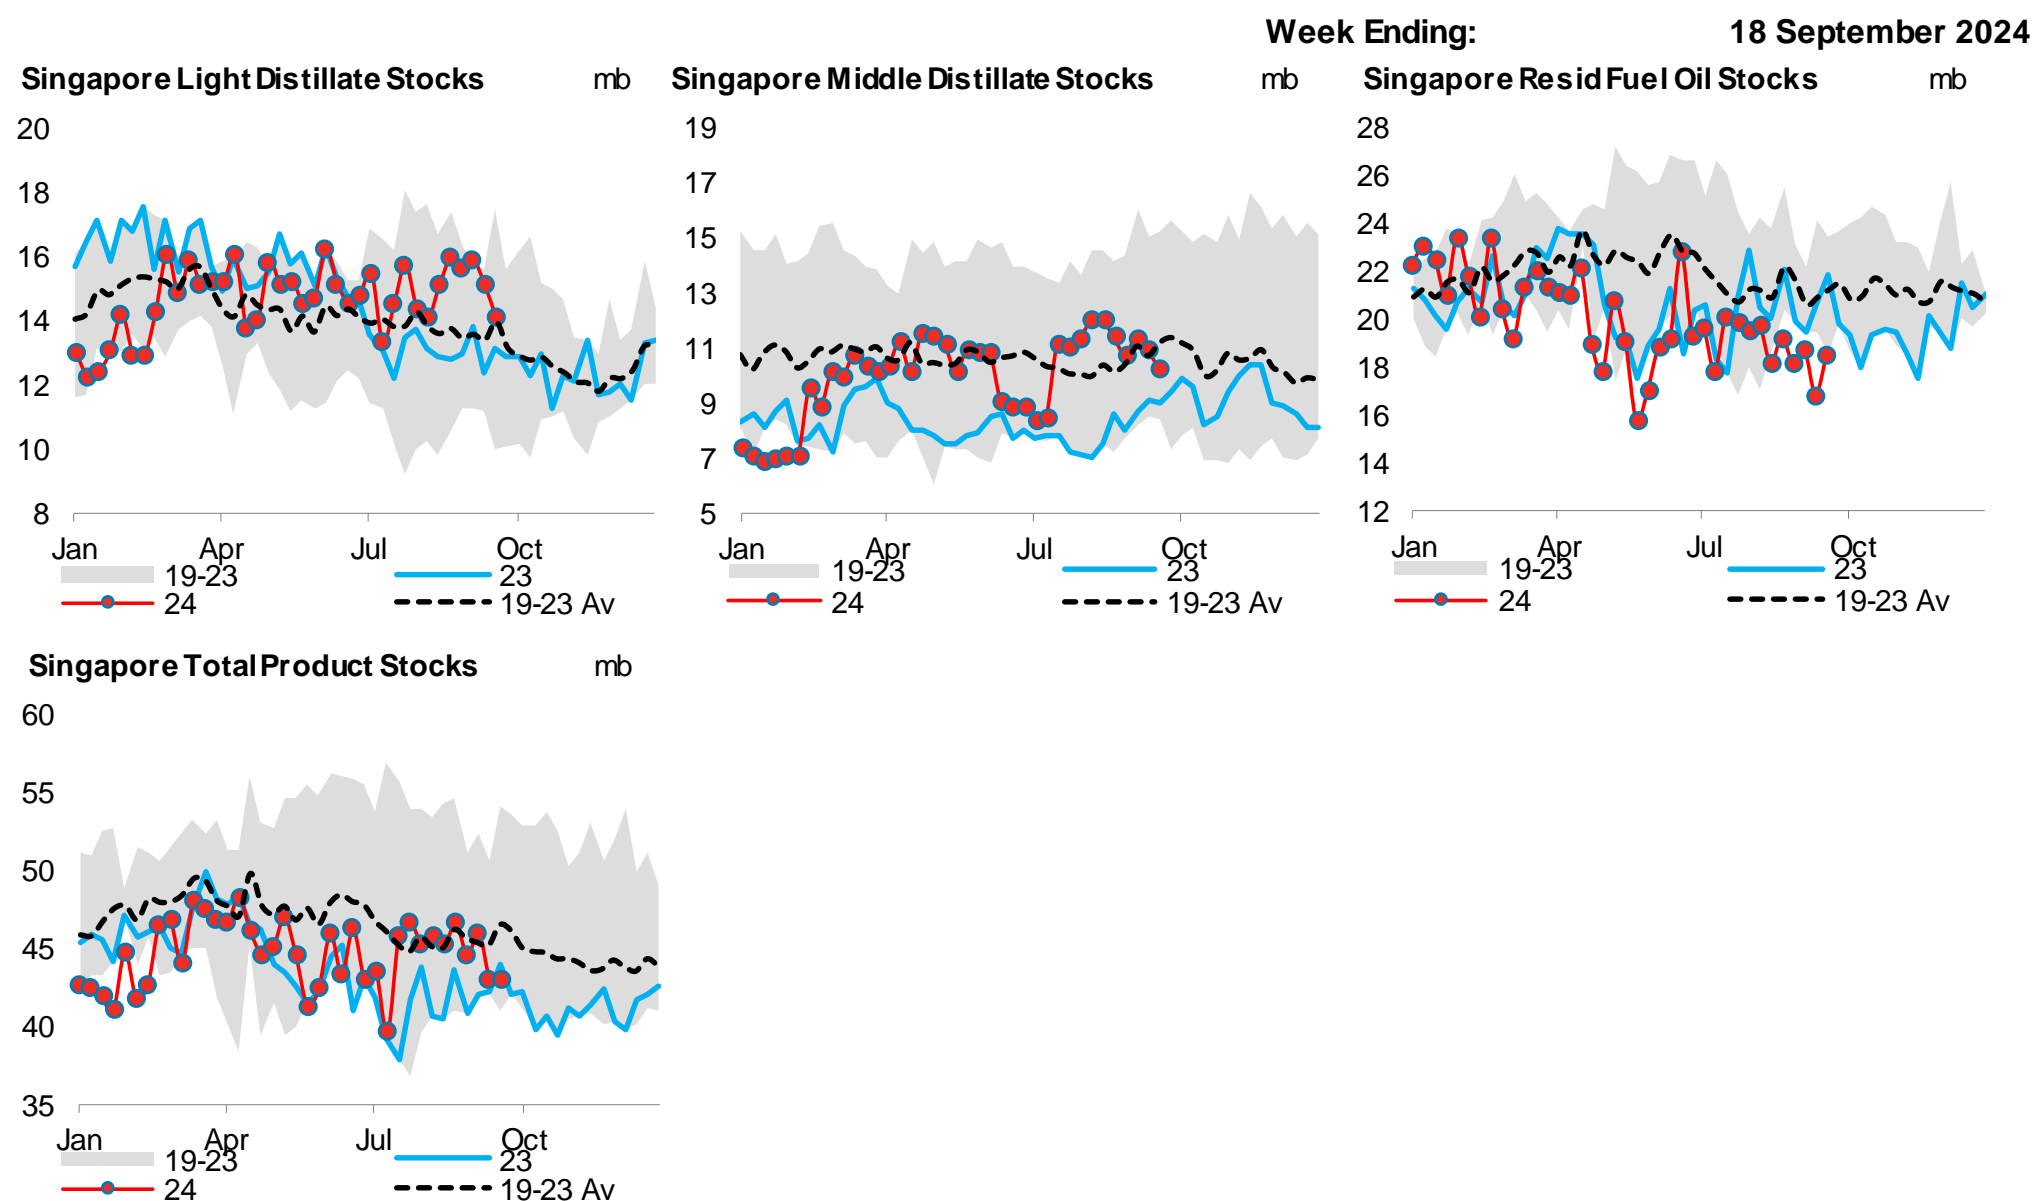 Week Ending: 18 September 2024
Singapore Light Distillate Stocks mb
20
18
16
14
12
10
8
Jan Apr Jul Oct
19-23 23
24 19-23 Av
Singapore Middle Distillate Stocks mb
19
17
15
13
11
9
7
5
Jan Apr Jul Oct
19-23 23
24 19-23 Av
Singapore Resid Fuel Oil Stocks mb
28
26
24
22
20
18
16
14
12
Jan Apr Jul Oct
19-23 23
24 19-23 Av
Singapore Total Product Stocks mb
60
55
50
45
40
35
Jan Apr Jul Oct
19-23 23
24 19-23 Av